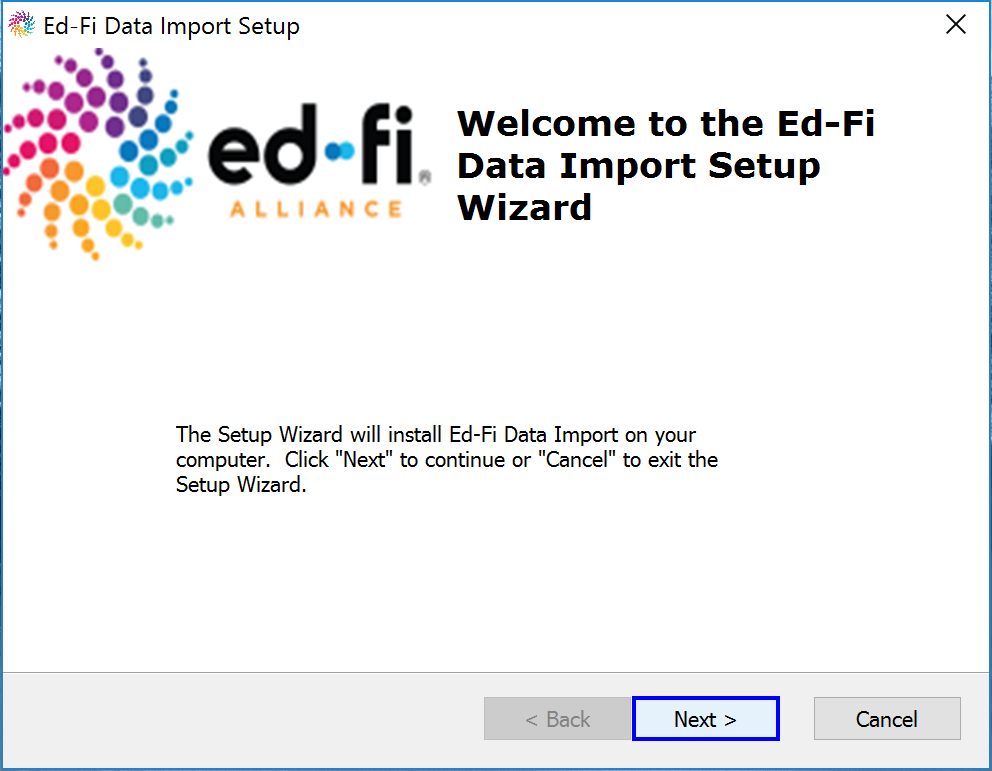 Ed-Fi Data Import Setup
ed-fi®
ALLIANCE
Welcome to the Ed-Fi
Data Import Setup
Wizard
The Setup Wizard will install Ed-Fi Data Import on your
computer.  Click "Next" to continue or "Cancel" to exit the
Setup Wizard.
< Back
Next >
Cancel